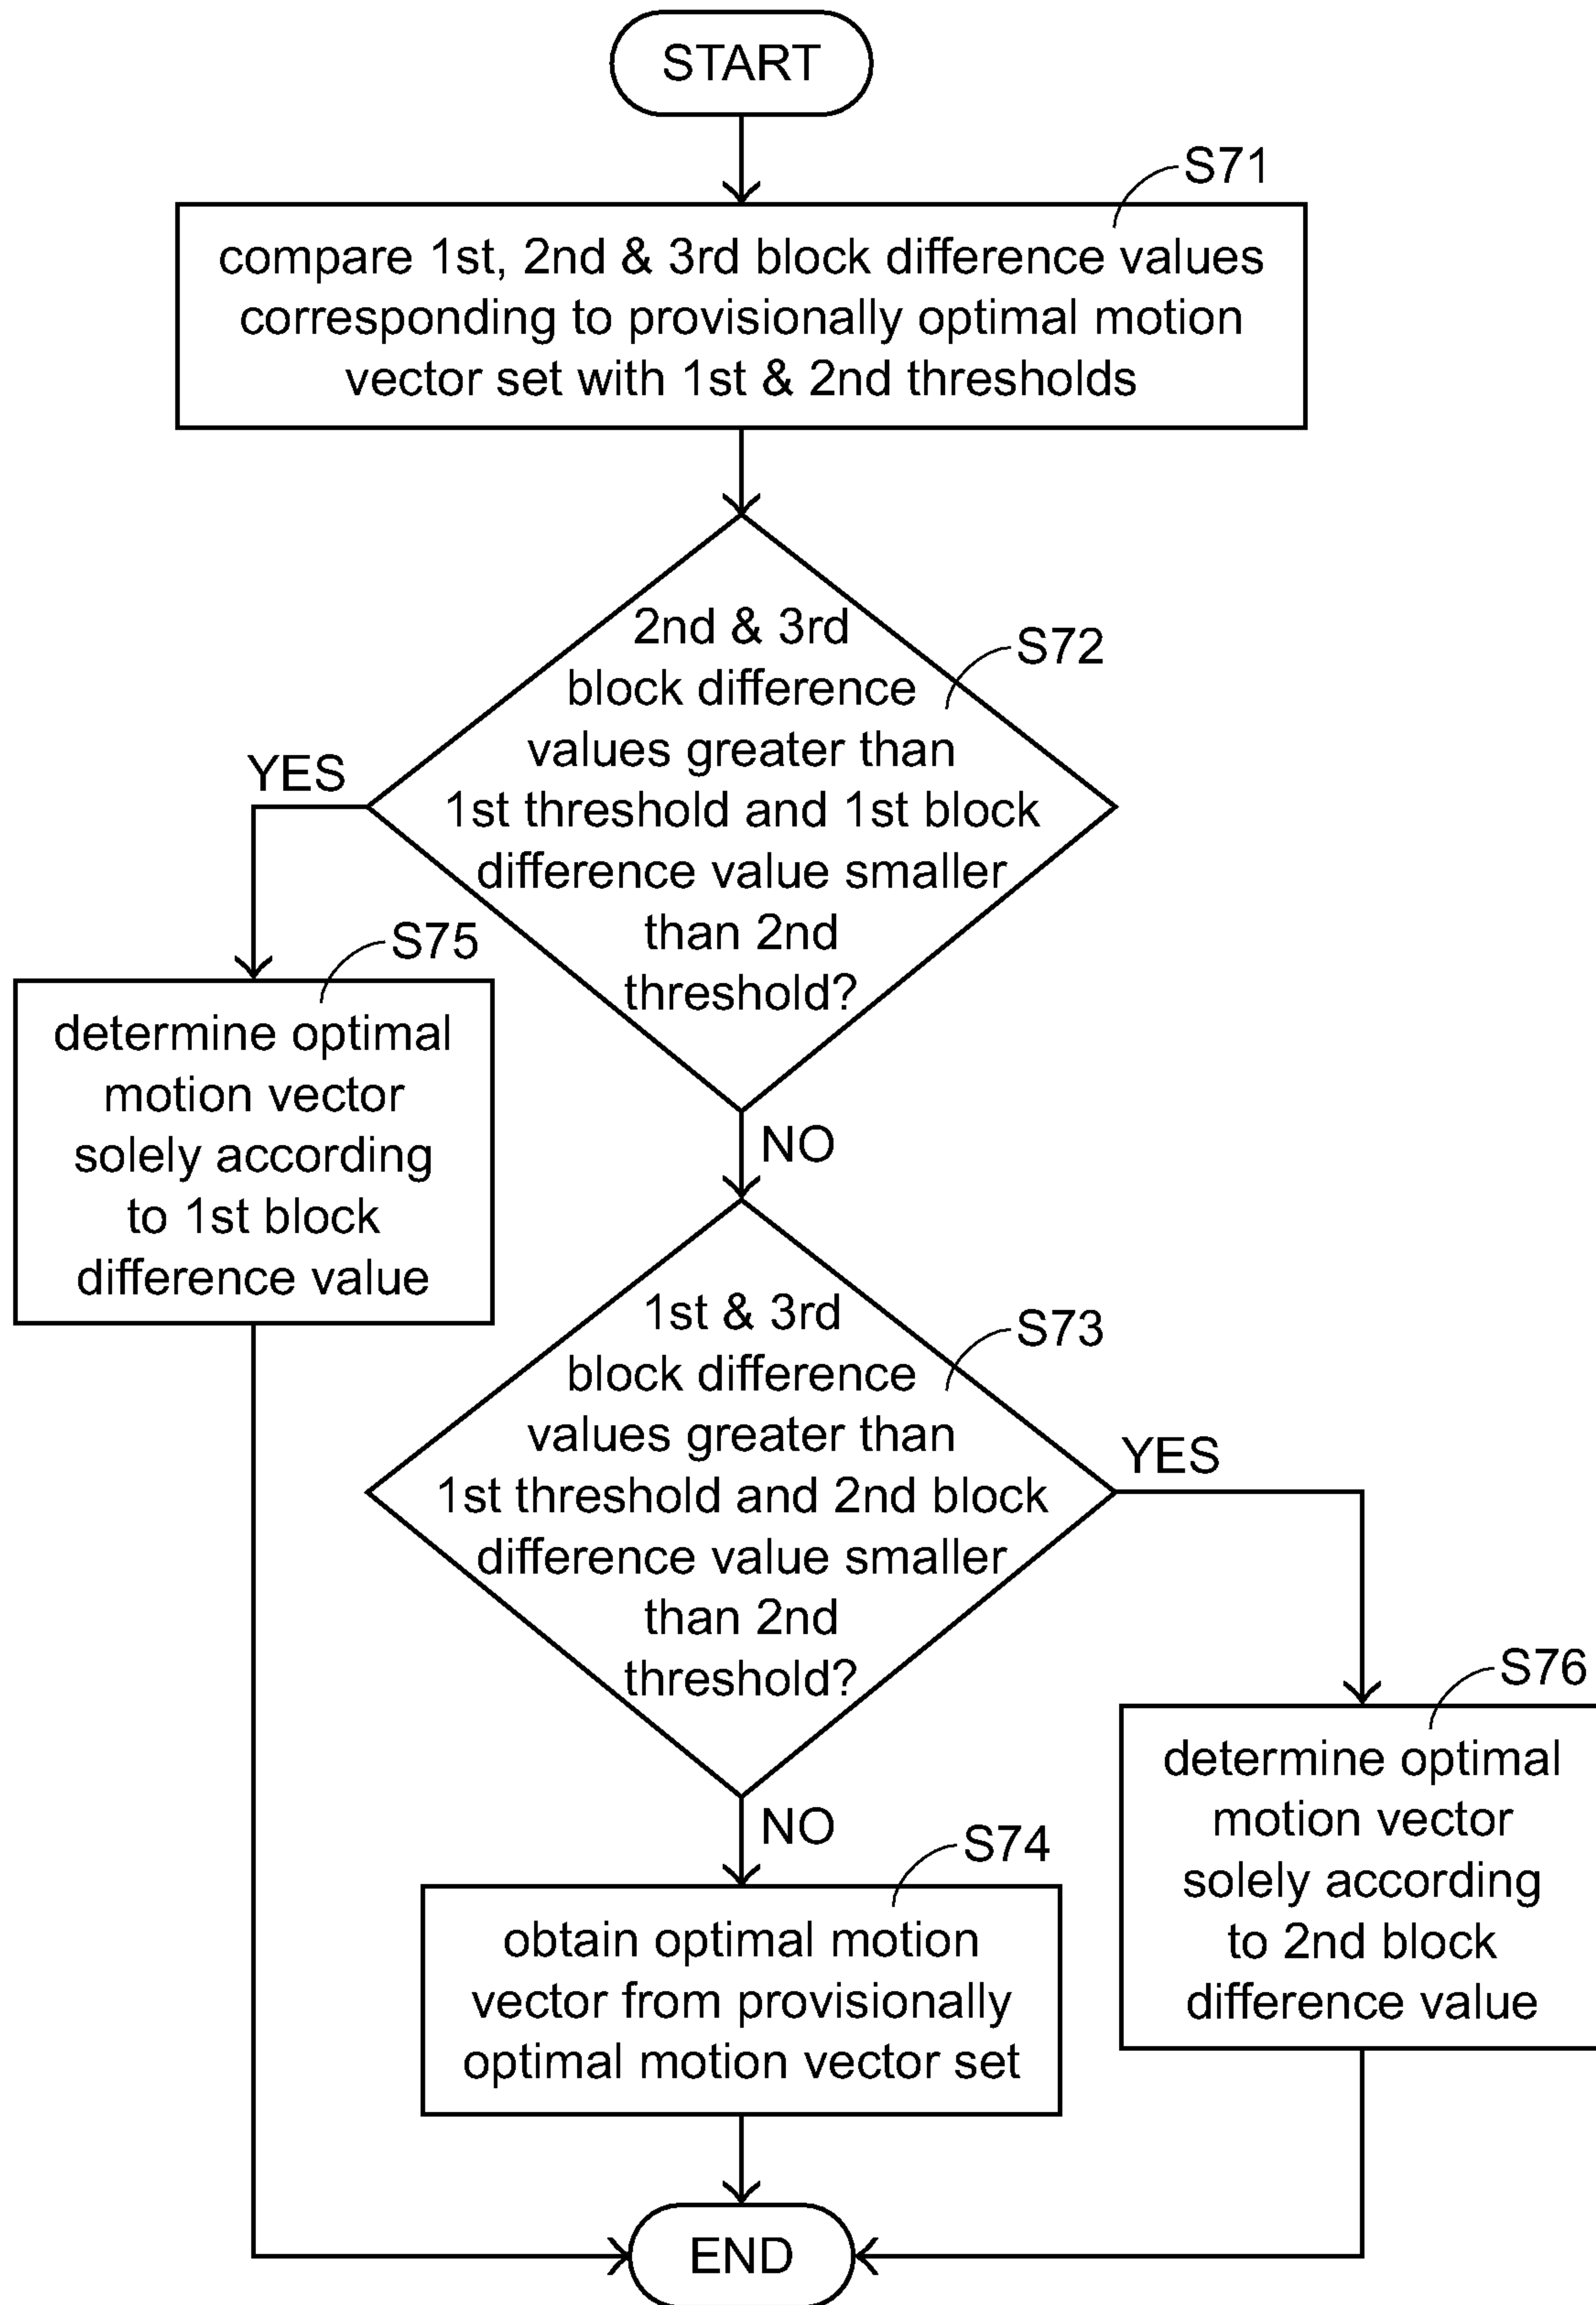 START
S71
compare 1st, 2nd & 3rd block difference values
corresponding to provisionally optimal motion
vector set with 1st & 2nd thresholds
S72
2nd & 3rd
block difference
values greater than
1st threshold and 1st block
difference value smaller
than 2nd
threshold?
YES
S75
determine optimal
motion vector
solely according
to 1st block
difference value
NO
S73
1st & 3rd
block difference
values greater than
1st threshold and 2nd block
difference value smaller
than 2nd
threshold?
YES
S76
determine optimal
motion vector
solely according
to 2nd block
difference value
NO
S74
obtain optimal motion
vector from provisionally
optimal motion vector set
END